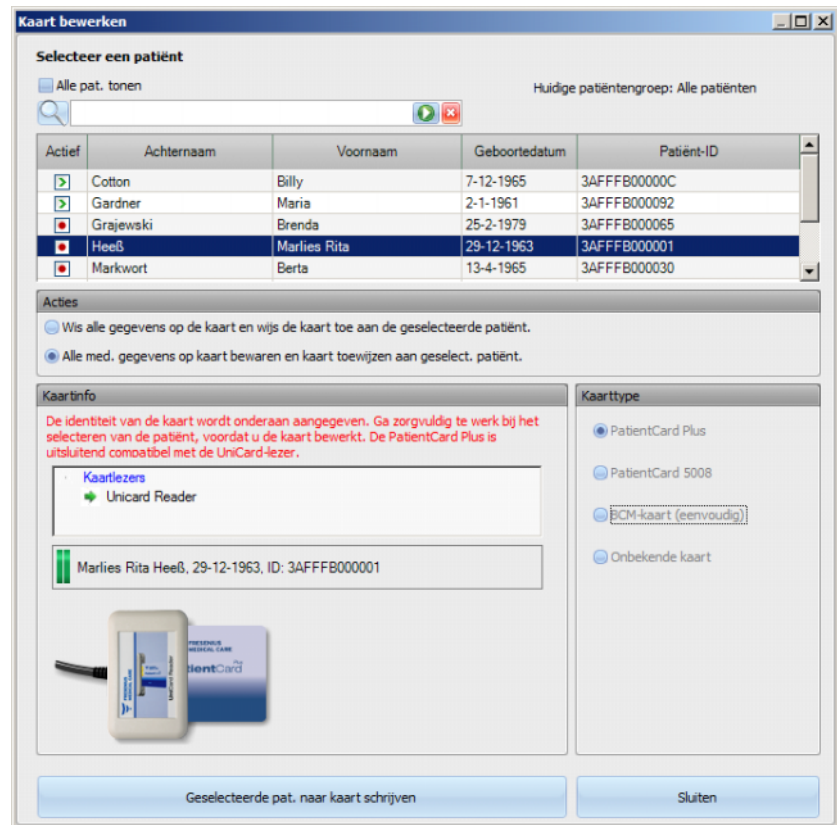 Kaart bewerken
Selecteer een patiënt
Alle pat. tonen
Huidige patiëntengroep: Alle patiënten
Actief Achternaam Voornaam Geboortedatum Patiënt-ID
Cotton Billy 7-12-1965 3AFFFB00000C
Gardner Maria 2-1-1961 3AFFFB000092
Grajewski Brenda 25-2-1979 3AFFFB000065
Heeß Marlies Rita 29-12-1963 3AFFFB000001
Markwort Berta 13-4-1965 3AFFFB000030
Acties
Wis alle gegevens op de kaart en wijs de kaart toe aan de geselecteerde patiënt.
Alle med. gegevens op kaart bewaren en kaart toewijzen aan geselect. patiënt.
Kaartinfo
De identiteit van de kaart wordt onderaan aangegeven. Ga zorgvuldig te werk bij het
selecteren van de patiënt, voordat u de kaart bewerkt. De PatientCard Plus is
uitsluitend compatibel met de UniCard-lezer.
Kaartlezers
Unicard Reader
Marlies Rita Heeß, 29-12-1963, ID: 3AFFFB000001
FRESENIUS
MEDICAL CARE
tientCard
Plus
FRESENIUS
MEDICAL CARE
UniCard Reader
Kaarttype
PatientCard Plus
PatientCard 5008
BCM-kaart (eenvoudig)
Onbekende kaart
Geselecteerde pat. naar kaart schrijven
Sluiten